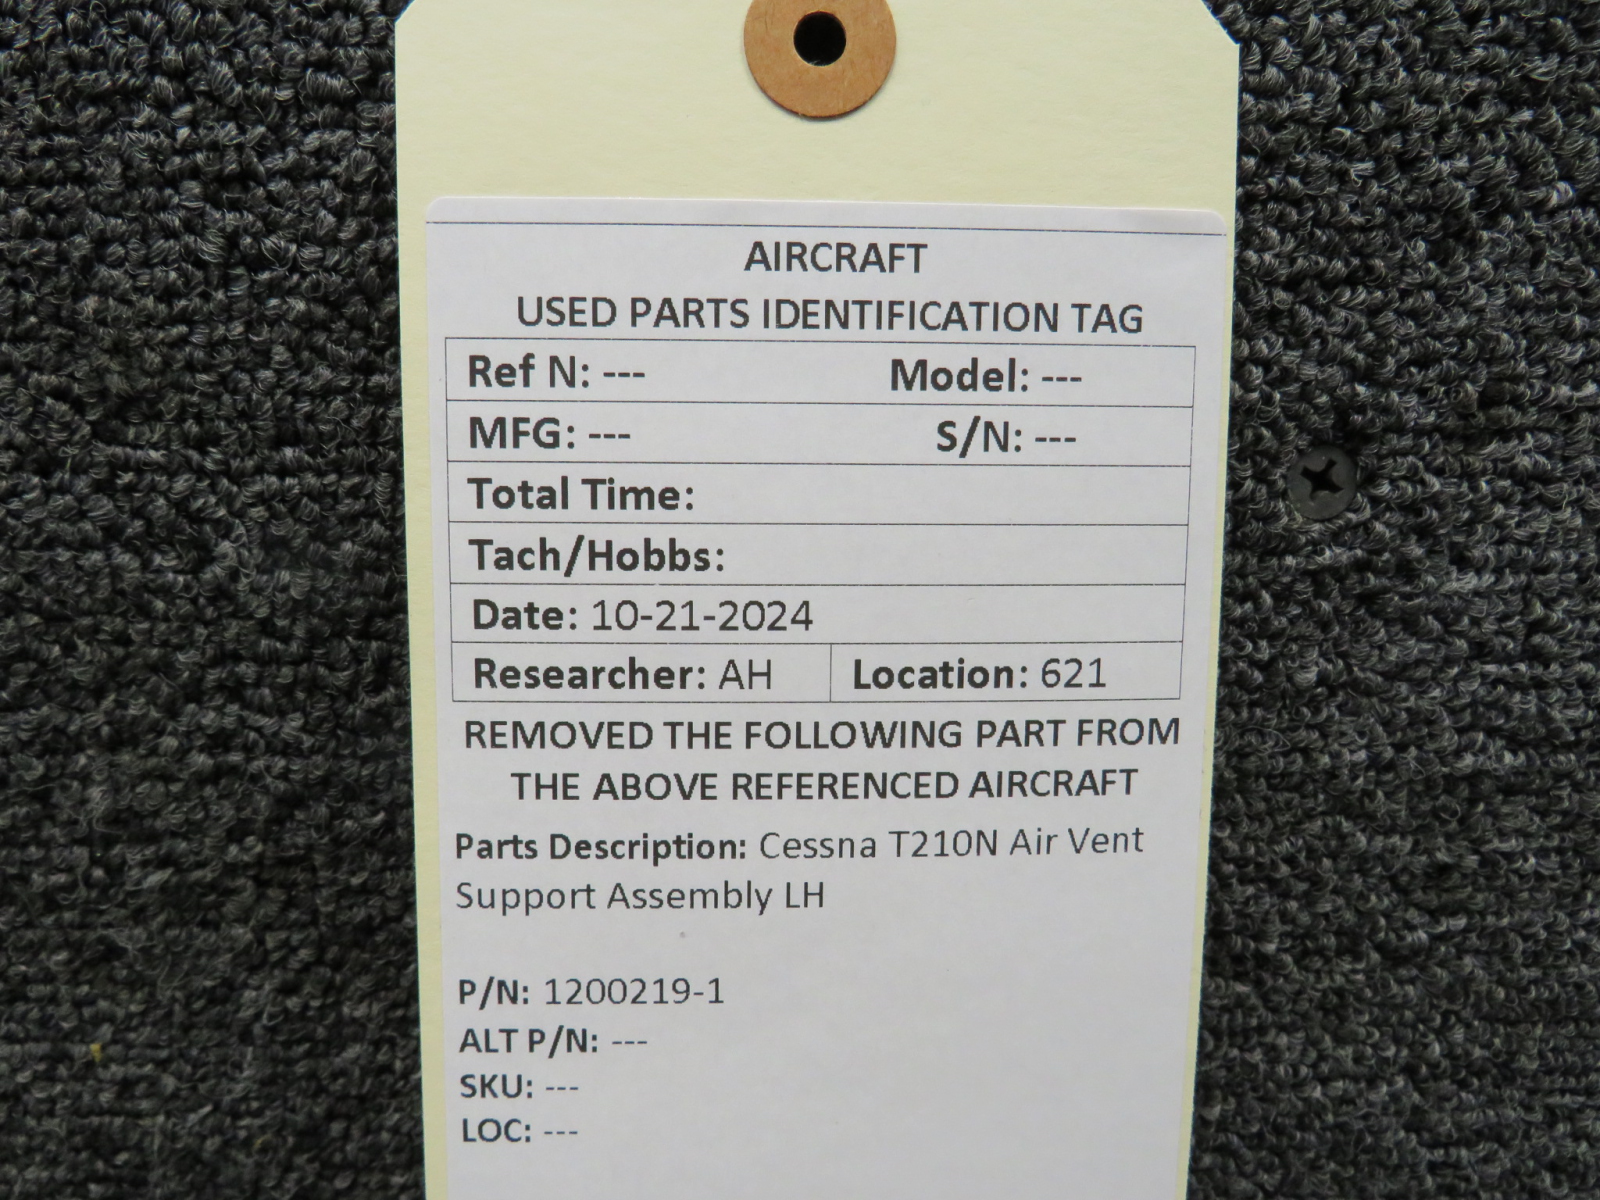 AIRCRAFT
USED PARTS IDENTIFICATION TAG
Ref N: --- Model: ---
MFG: --- S/N: ---
Total Time:
Tach/Hobbs:
Date: 10-21-2024
Researcher: AH Location: 621
REMOVED THE FOLLOWING PART FROM
THE ABOVE REFERENCED AIRCRAFT
Parts Description: Cessna T210N Air Vent
Support Assembly LH
P/N: 1200219-1
ALT P/N: ---
SKU: ---
LOC: ---